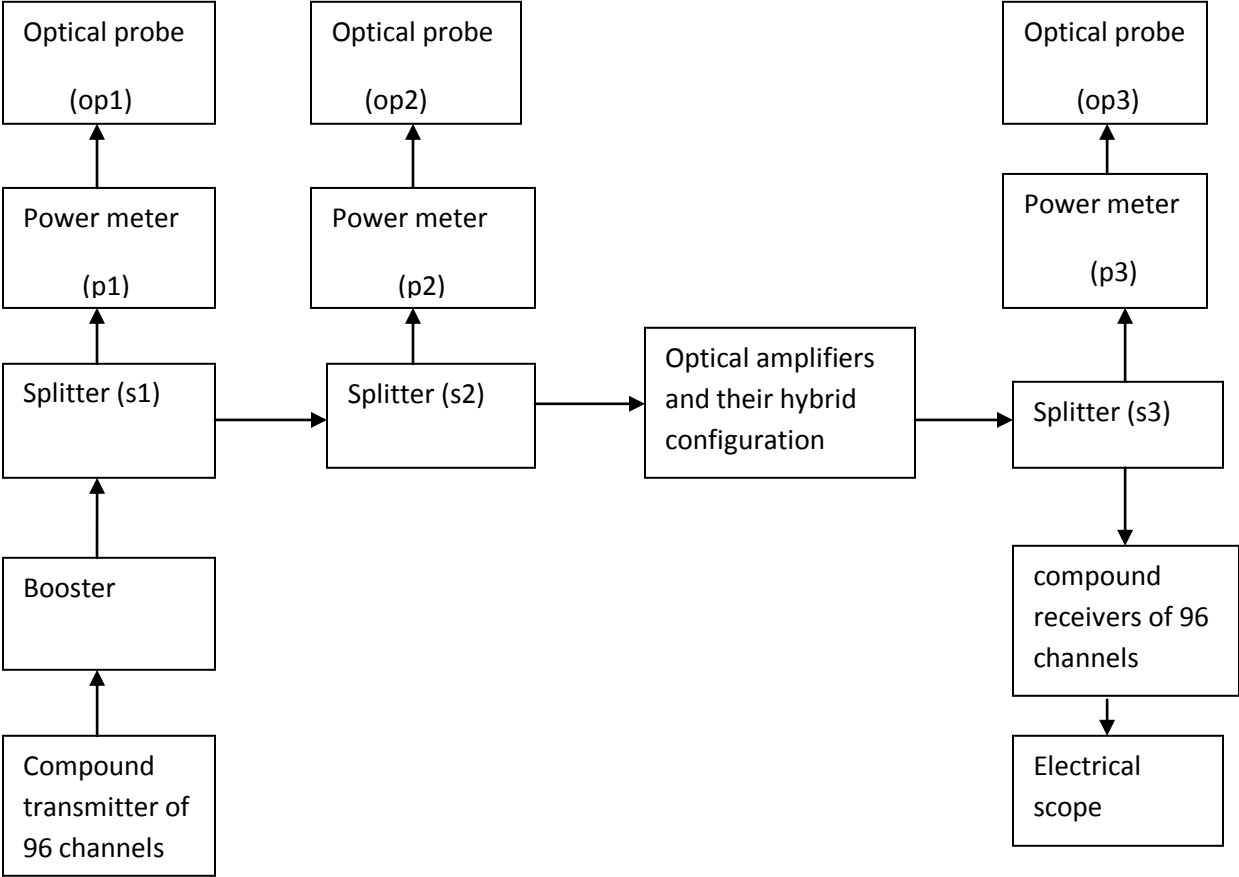 Optical probe
(op1)
Optical probe
(op2)
Optical probe
(op3)
Power meter
(p1)
Power meter
(p2)
Power meter
(p3)
Splitter (s1)
Splitter (s2)
Optical amplifiers
and their hybrid
configuration
Splitter (s3)
Booster
compound
receivers of 96
channels
Compound
transmitter of
96 channels
Electrical
scope